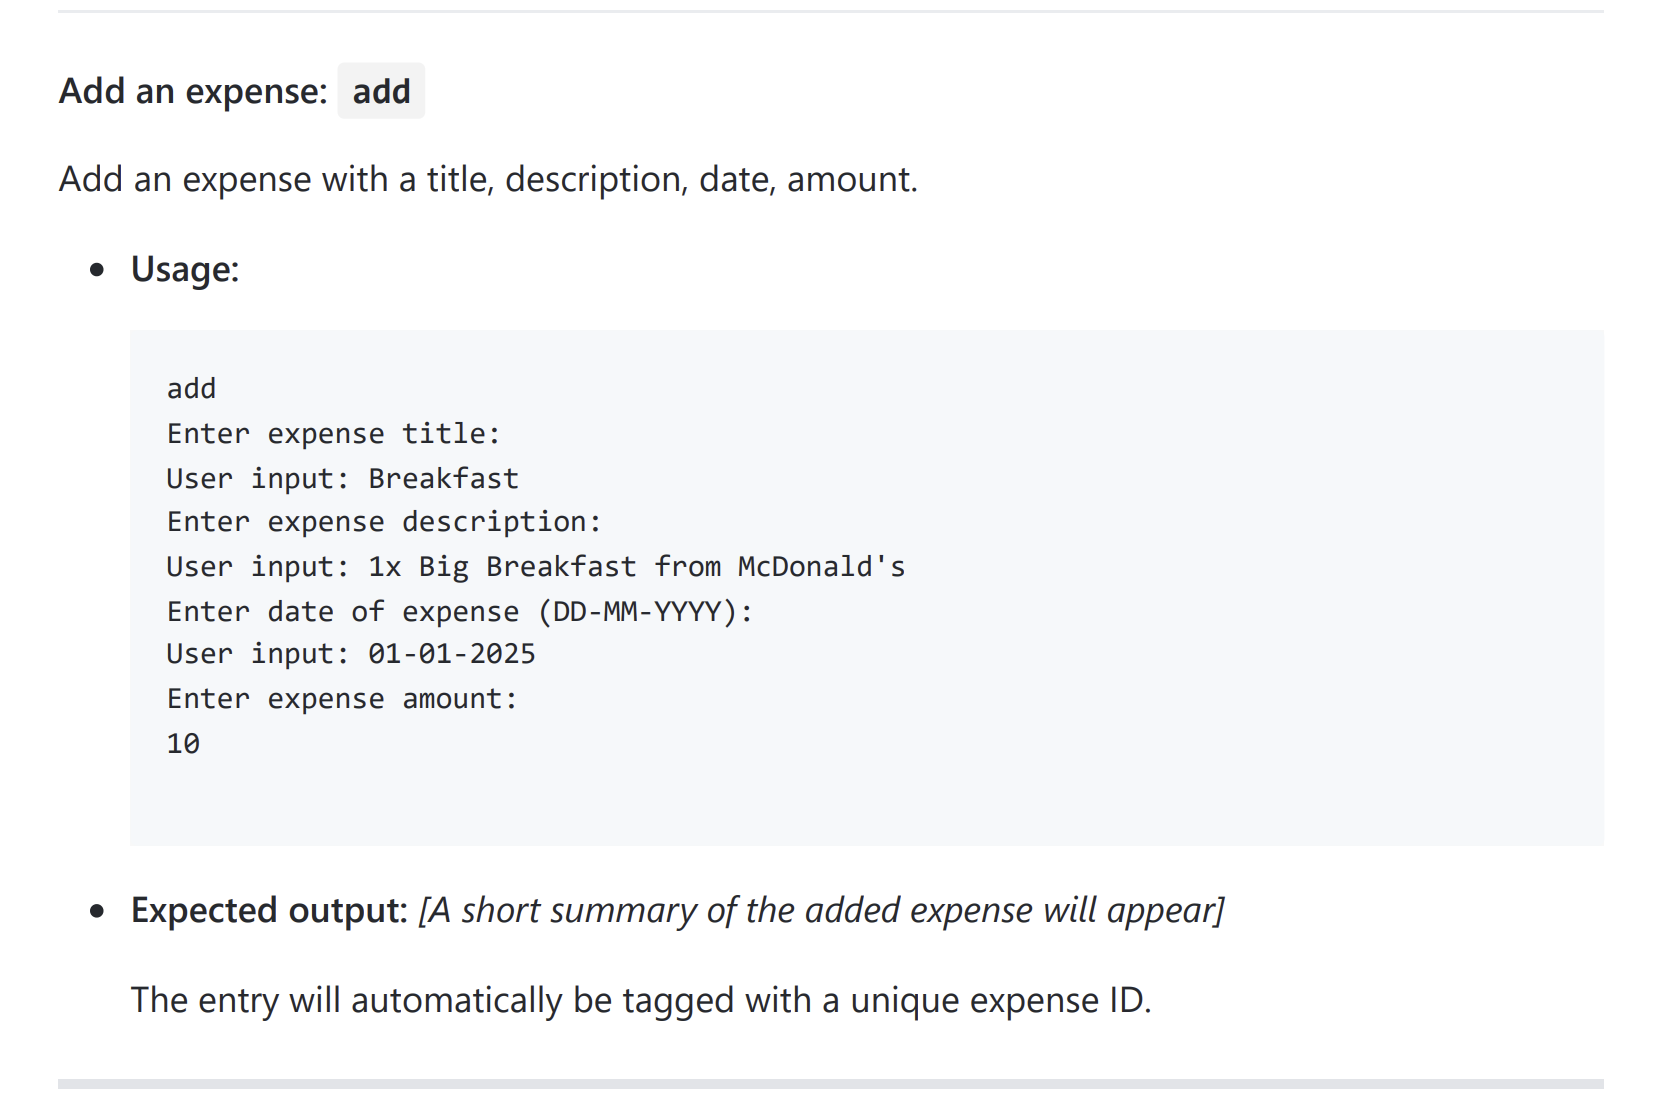 Add an expense: add
Add an expense with a title, description, date, amount.
Usage:
add
Enter expense title:
User input: Breakfast
Enter expense description:
User input: 1x Big Breakfast from McDonald's
Enter date of expense (DD-MM-YYYY):
User input: 01-01-2025
Enter expense amount:
10
Expected output: [A short summary of the added expense will appear]
The entry will automatically be tagged with a unique expense ID.